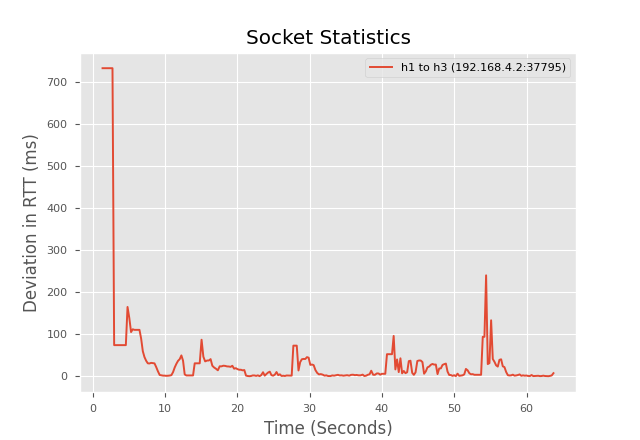 Socket Statistics
h1 to h3 (192.168.4.2:37795)
Deviation in RTT (ms)
700
600
500
400
300
200
100
0
0 10 20 30 40 50 60
Time (Seconds)